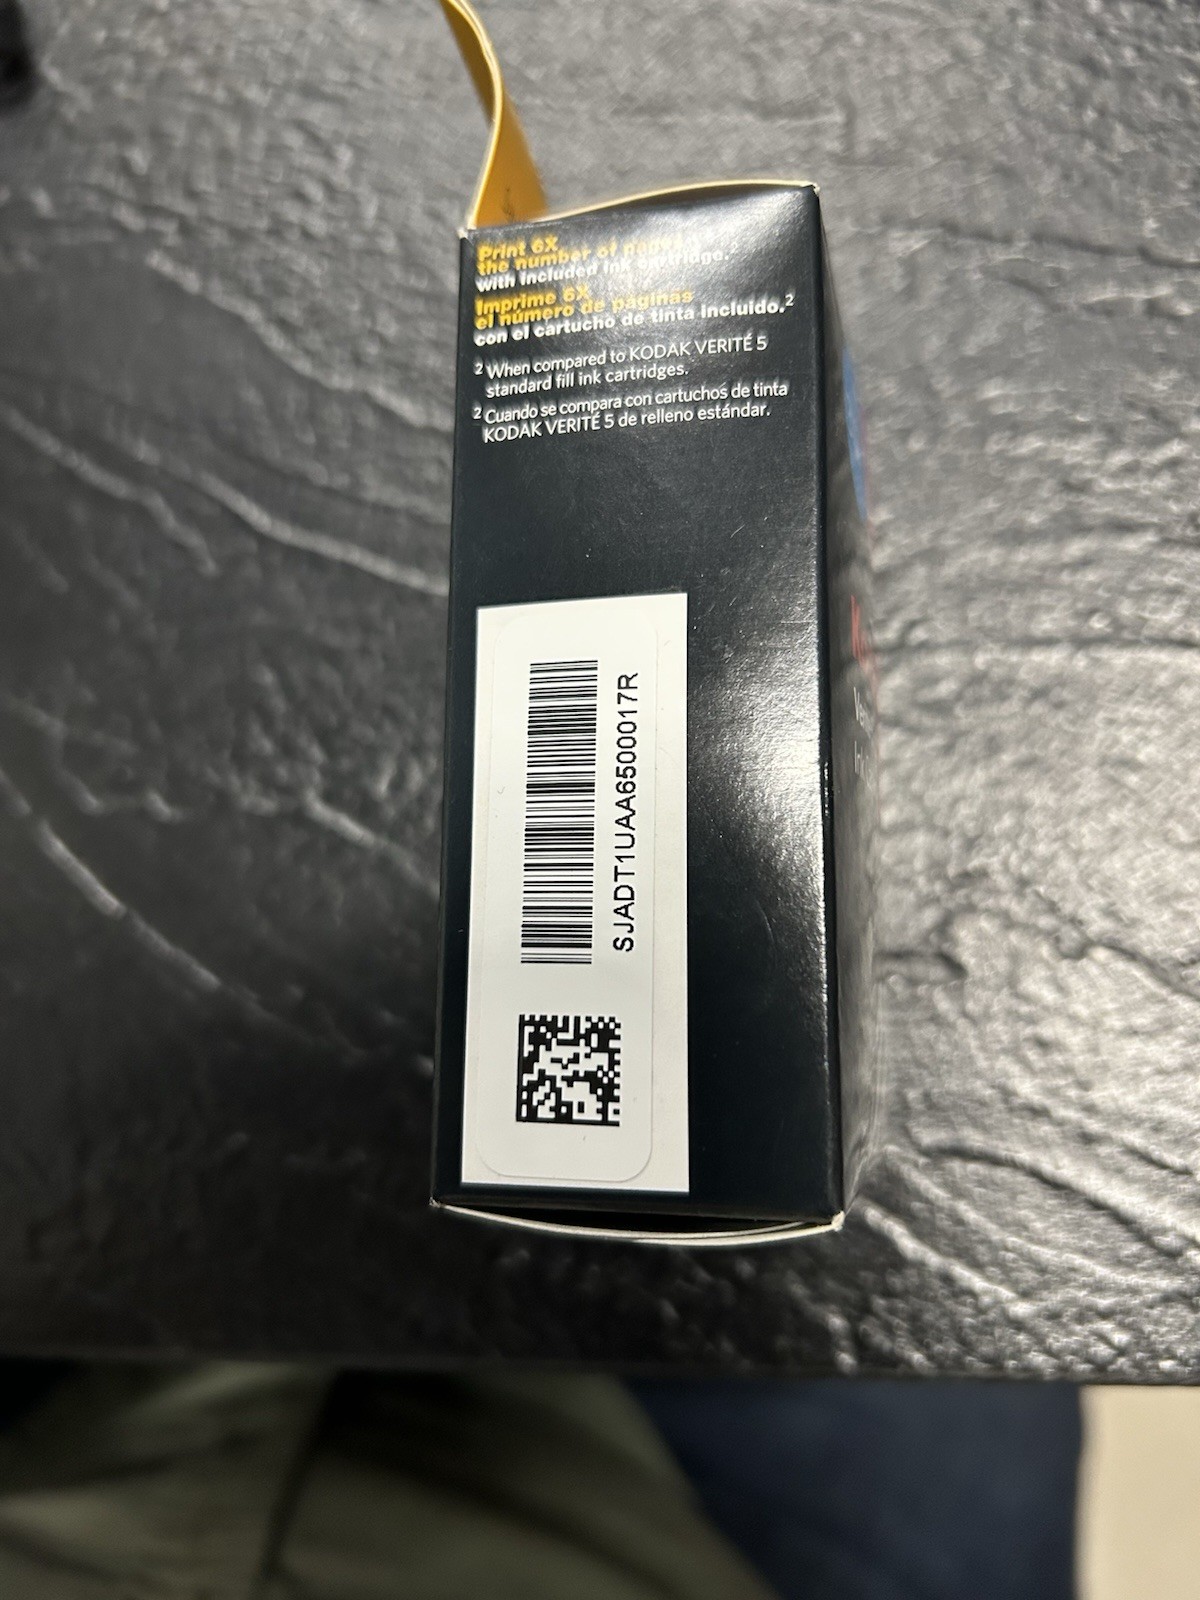 Print 6X
the number of pages
with included ink cartridge.²
Imprime 6X
el número de páginas
con el cartucho de tinta incluido.²
² When compared to KODAK VERITÉ 5
standard fill ink cartridges.
² Cuando se compara con cartuchos de tinta
KODAK VERITÉ 5 de relleno estándar.
SJADT1UAA6500017R